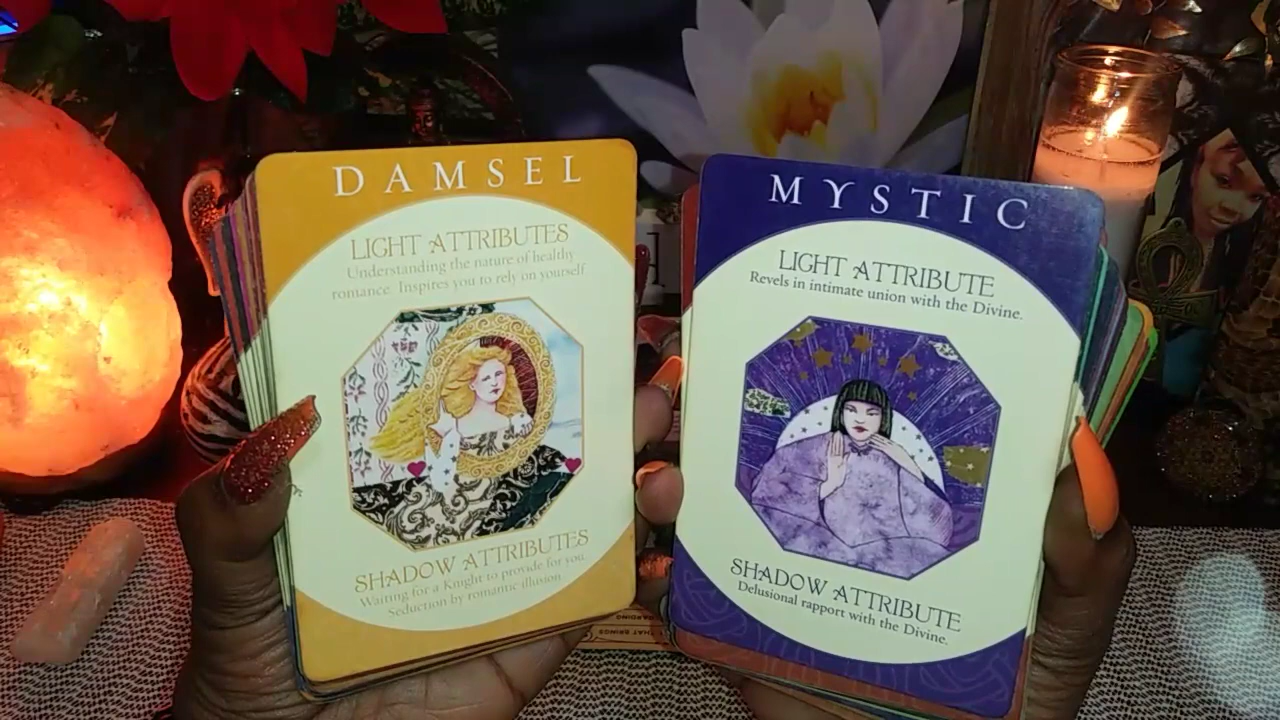 DAMSEL
LIGHT ATTRIBUTES
Understanding the nature of healthy
romance. Inspires you to rely on yourself
SHADOW ATTRIBUTES
Waiting for a Knight to provide for you.
Seduction by romantic illusion.
MYSTIC
LIGHT ATTRIBUTE
Revels in intimate union with the Divine.
SHADOW ATTRIBUTE
Delusional rapport with the Divine.
THAT BRINGS